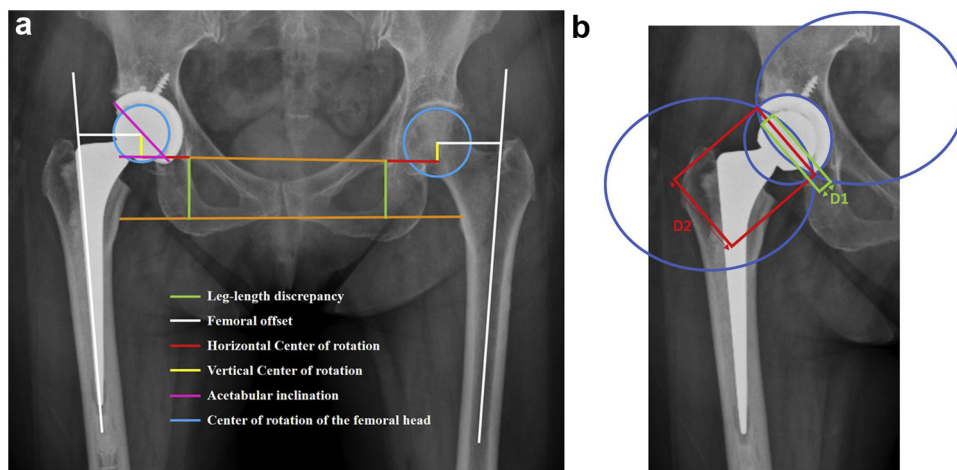 a
Leg-length discrepancy
Femoral offset
Horizontal Center of rotation
Vertical Center of rotation
Acetabular inclination
Center of rotation of the femoral head
b
D1
D2